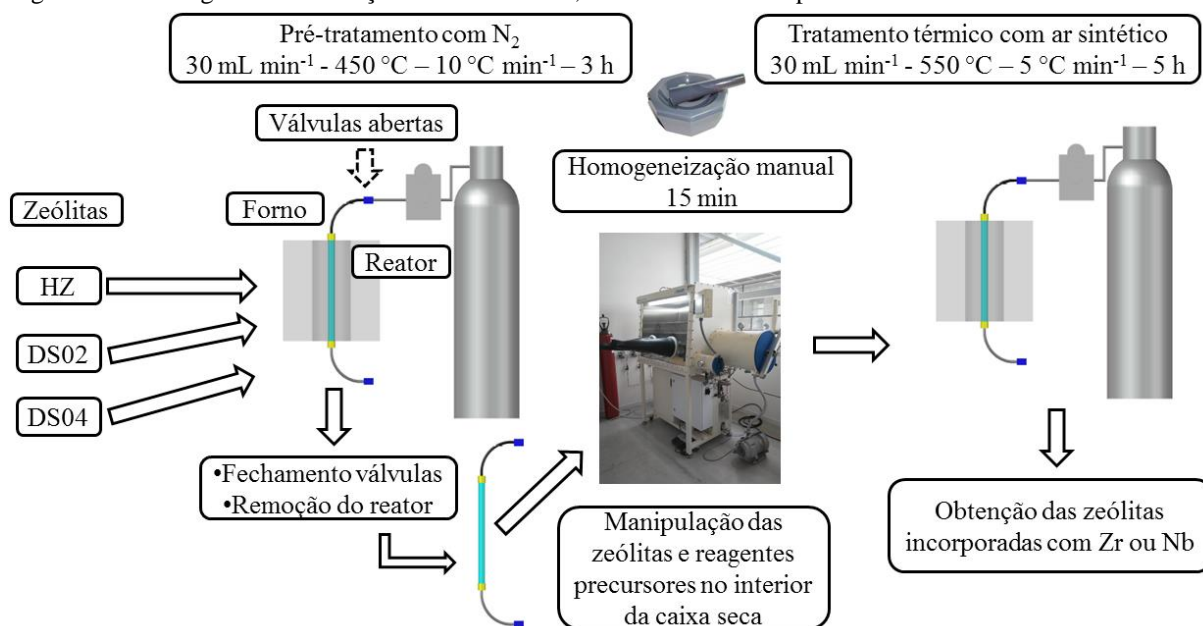 Pré-tratamento com N₂
30 mL min⁻¹ - 450 °C – 10 °C min⁻¹ – 3 h
Tratamento térmico com ar sintético
30 mL min⁻¹ - 550 °C – 5 °C min⁻¹ – 5 h
Válvulas abertas
Homogeneização manual
15 min
Zeólitas
Forno
Reator
HZ
DS02
DS04
•Fechamento válvulas
•Remoção do reator
Manipulação das
zeólitas e reagentes
precursores no interior
da caixa seca
Obtenção das zeólitas
incorporadas com Zr ou Nb